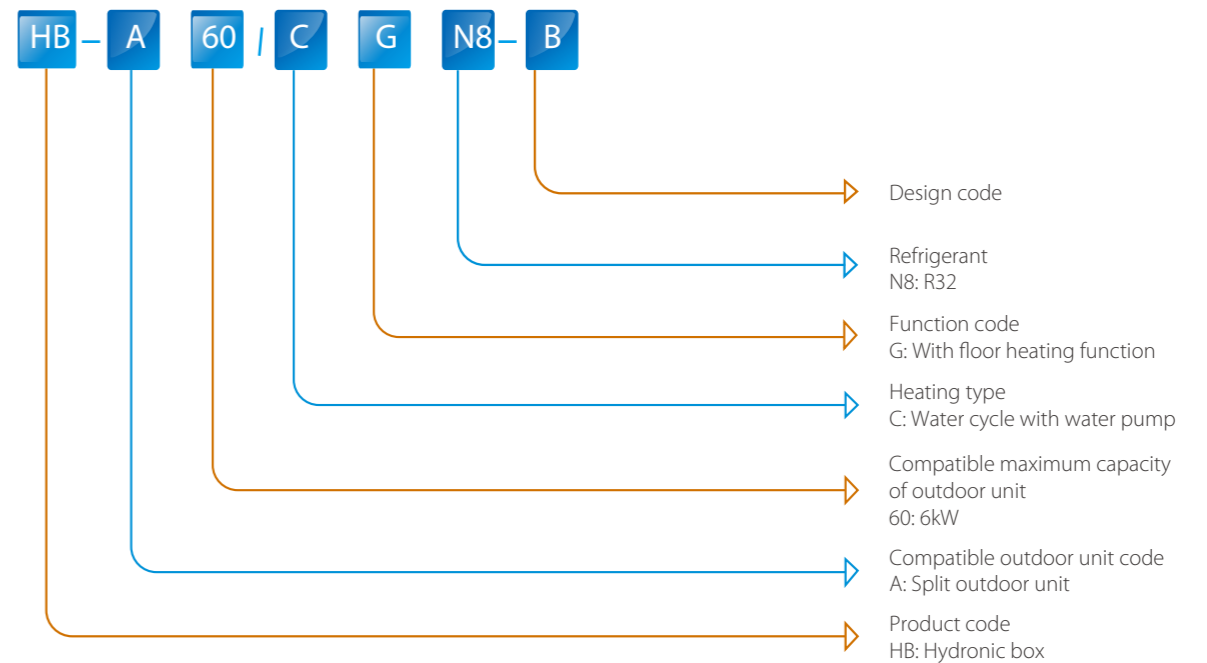 HB – A 60 / C G N8 – B
Design code
Refrigerant
N8: R32
Function code
G: With floor heating function
Heating type
C: Water cycle with water pump
Compatible maximum capacity
of outdoor unit
60: 6kW
Compatible outdoor unit code
A: Split outdoor unit
Product code
HB: Hydronic box